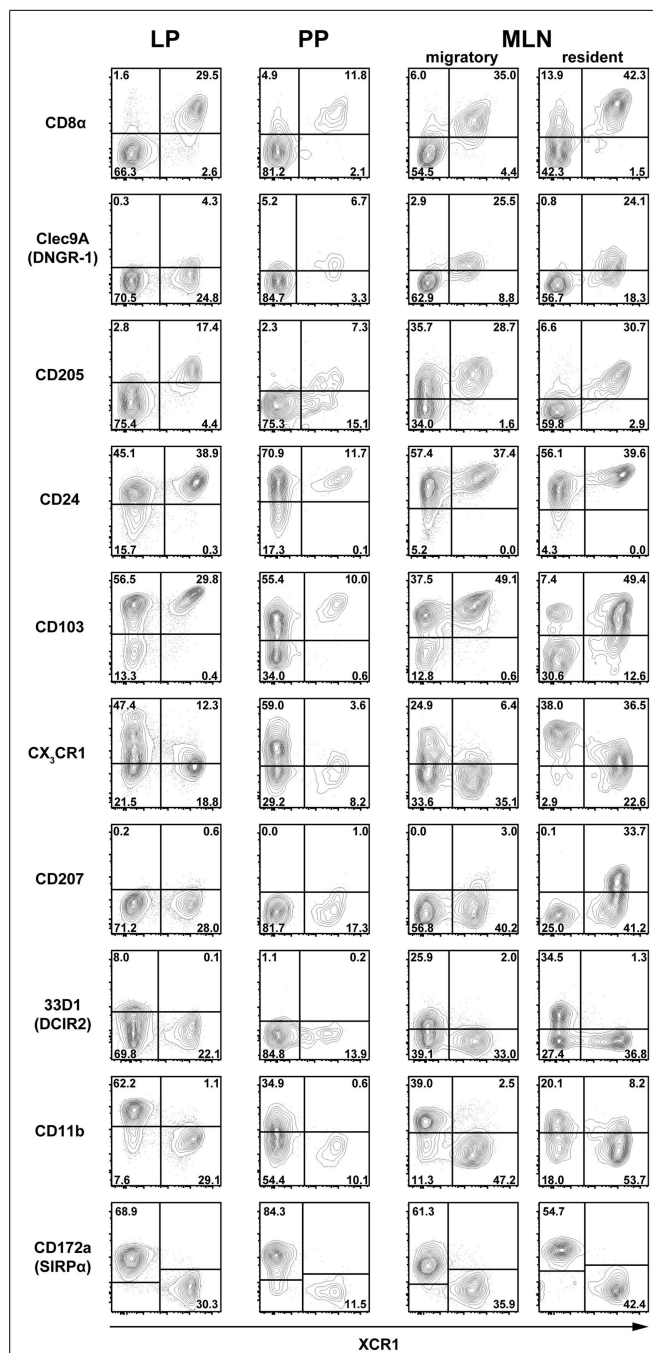 LP PP MLN
migratory resident
1.6 29.5 4.9 11.8 6.0 35.0 13.9 42.3
CD8α
66.3 2.6 81.2 2.1 54.5 4.4 42.3 1.5
0.3 4.3 5.2 6.7 2.9 25.5 0.8 24.1
Clec9A
(DNGR-1)
70.5 24.8 84.7 3.3 62.9 8.8 56.7 18.3
2.8 17.4 2.3 7.3 35.7 28.7 6.6 30.7
CD205
75.4 4.4 75.3 15.1 34.0 1.6 59.8 2.9
45.1 38.9 70.9 11.7 57.4 37.4 56.1 39.6
CD24
15.7 0.3 17.3 0.1 5.2 0.0 4.3 0.0
56.5 29.8 55.4 10.0 37.5 49.1 7.4 49.4
CD103
13.3 0.4 34.0 0.6 12.8 0.6 30.6 12.6
47.4 12.3 59.0 3.6 24.9 6.4 38.0 36.5
CX₃CR1
21.5 18.8 29.2 8.2 33.6 35.1 2.9 22.6
0.2 0.6 0.0 1.0 0.0 3.0 0.1 33.7
CD207
71.2 28.0 81.7 17.3 56.8 40.2 25.0 41.2
8.0 0.1 1.1 0.2 25.9 2.0 34.5 1.3
33D1
(DCIR2)
69.8 22.1 84.8 13.9 39.1 33.0 27.4 36.8
62.2 1.1 34.9 0.6 39.0 2.5 20.1 8.2
CD11b
7.6 29.1 54.4 10.1 11.3 47.2 18.0 53.7
68.9 84.3 61.3 54.7
CD172a
(SIRPα)
30.3 11.5 35.9 42.4
XCR1